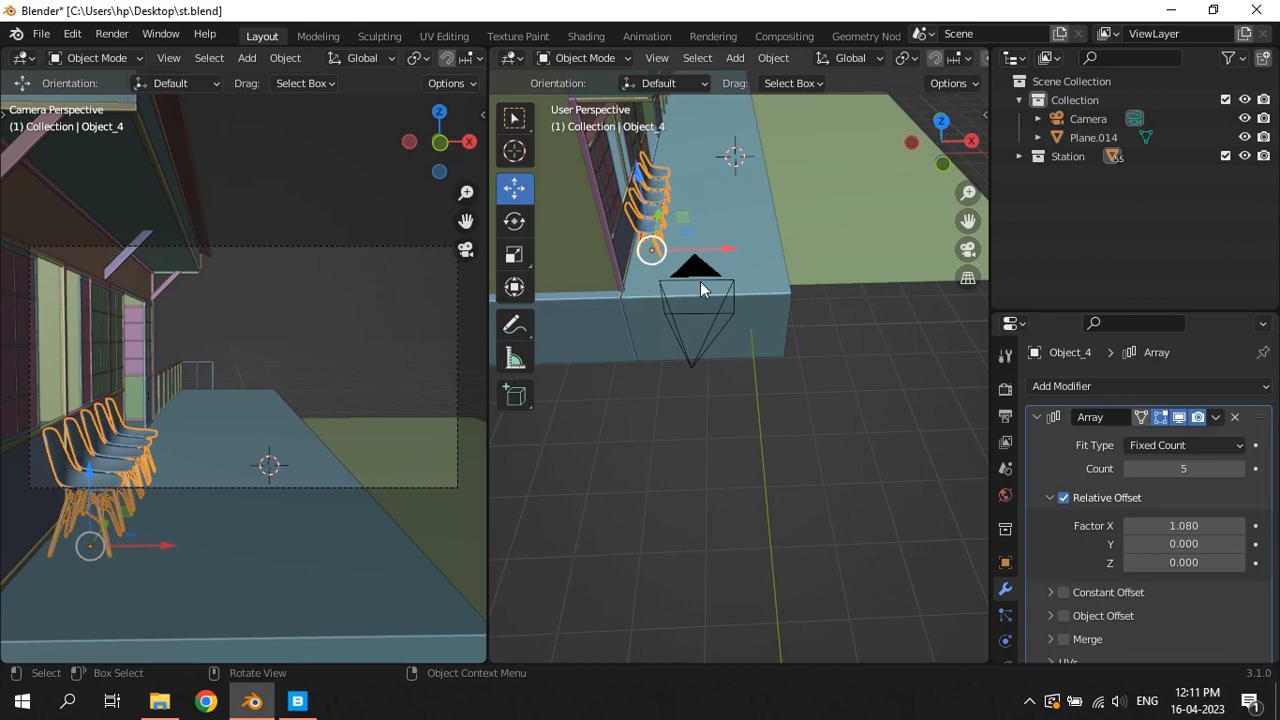 Blender* [C:\Users\hp\Desktop\st.blend]
File Edit Render Window Help Layout Modeling Sculpting UV Editing Texture Paint Shading Animation Rendering Compositing Geometry Nod Scene ViewLayer
Object Mode View Select Add Object Global
Object Mode View Select Add Object Global
Orientation: Default Drag: Select Box Options
Orientation: Default Drag: Select Box Options
Camera Perspective
(1) Collection | Object_4
Z
X
User Perspective
(1) Collection | Object_4
Z
X
Scene Collection
Collection
Camera
Plane.014
Station 55
Object_4 Array
Add Modifier
Array
Fit Type Fixed Count
Count 5
Relative Offset
Factor X 1.080
Y 0.000
Z 0.000
Constant Offset
Object Offset
Merge
UVs
Select Box Select Rotate View Object Context Menu 3.1.0
ENG 12:11 PM
16-04-2023 1